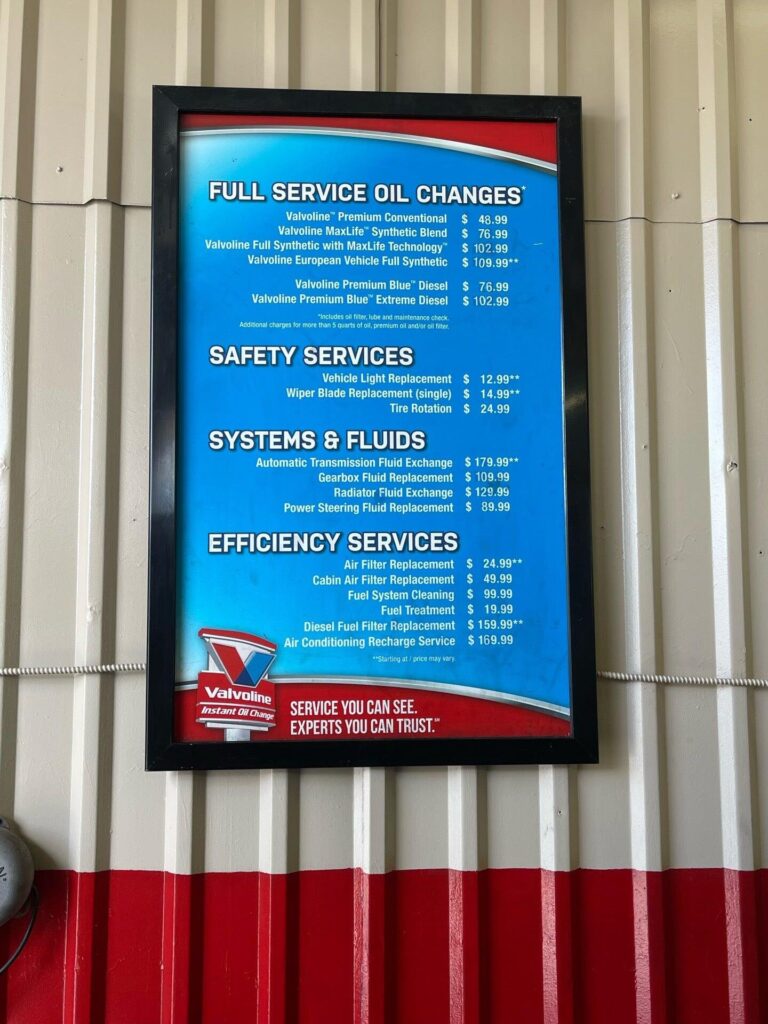 FULL SERVICE OIL CHANGES*
Valvoline™ Premium Conventional $ 48.99
Valvoline MaxLife™ Synthetic Blend $ 76.99
Valvoline Full Synthetic with MaxLife Technology™ $ 102.99
Valvoline European Vehicle Full Synthetic $ 109.99**
Valvoline Premium Blue™ Diesel $ 76.99
Valvoline Premium Blue™ Extreme Diesel $ 102.99
*Includes oil filter, lube and maintenance check.
Additional charges for more than 5 quarts of oil, premium oil and/or oil filter.
SAFETY SERVICES
Vehicle Light Replacement $ 12.99**
Wiper Blade Replacement (single) $ 14.99**
Tire Rotation $ 24.99
SYSTEMS & FLUIDS
Automatic Transmission Fluid Exchange $ 179.99**
Gearbox Fluid Replacement $ 109.99
Radiator Fluid Exchange $ 129.99
Power Steering Fluid Replacement $ 89.99
EFFICIENCY SERVICES
Air Filter Replacement $ 24.99**
Cabin Air Filter Replacement $ 49.99
Fuel System Cleaning $ 99.99
Fuel Treatment $ 19.99
Diesel Fuel Filter Replacement $ 159.99**
Air Conditioning Recharge Service $ 169.99
**Starting at / price may vary
Valvoline
Instant Oil Change
SERVICE YOU CAN SEE.
EXPERTS YOU CAN TRUST.℠